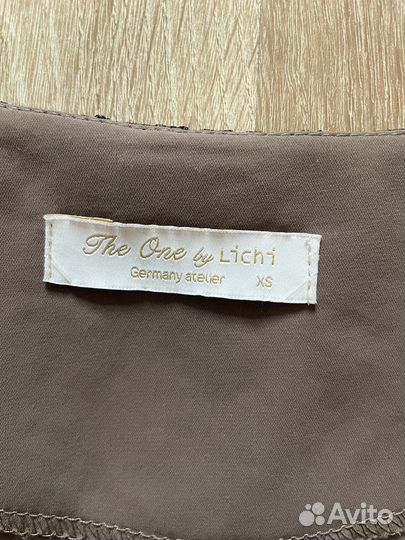 The One by Lichi
Germany atelier XS
Avito